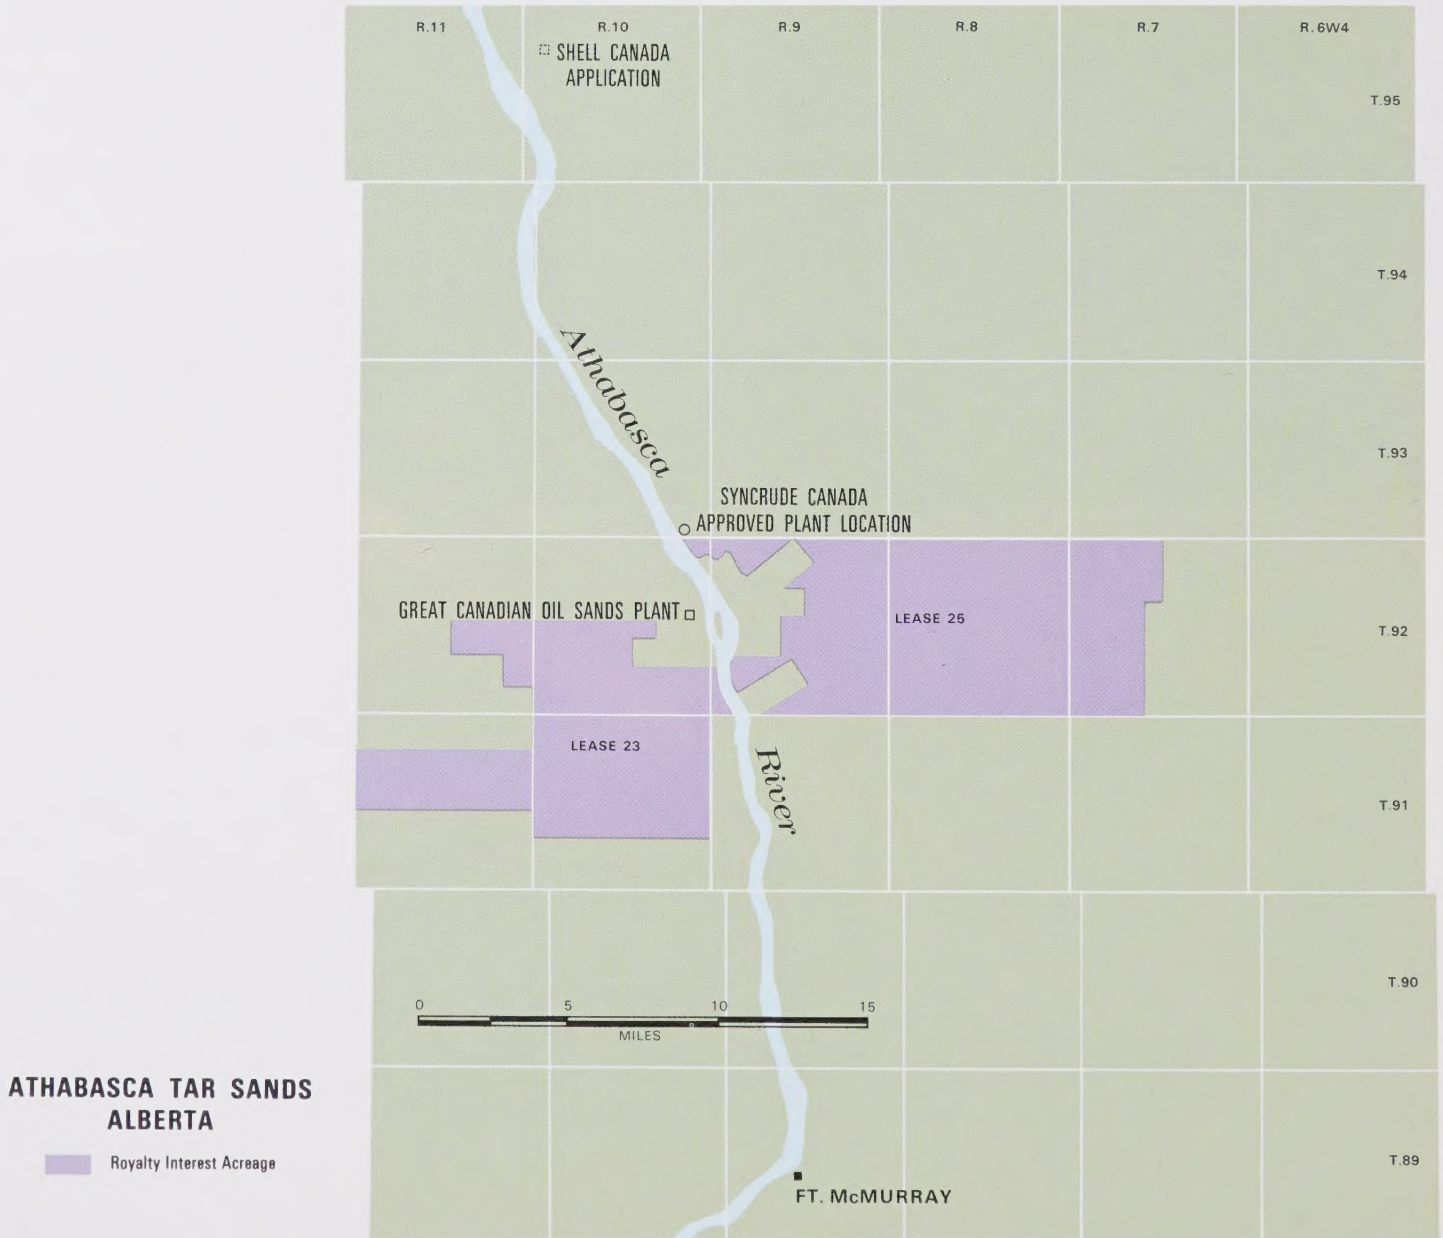 R.11
R.10
R.9
R.8
R.7
R.6W4
SHELL CANADA
APPLICATION
T.95
T.94
Athabasca
T.93
SYNCRUDE CANADA
APPROVED PLANT LOCATION
GREAT CANADIAN OIL SANDS PLANT
LEASE 25
T.92
LEASE 23
River
T.91
T.90
0 5 10 15
MILES
ATHABASCA TAR SANDS
ALBERTA
Royalty Interest Acreage
T.89
FT. McMURRAY